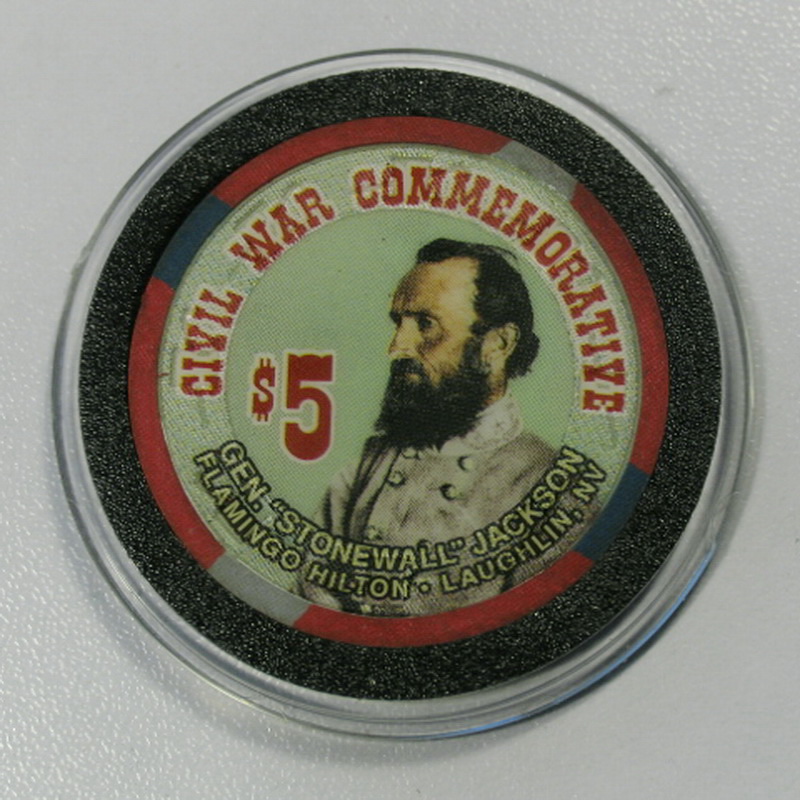 CIVIL WAR COMMEMORATIVE
$5
GEN. "STONEWALL" JACKSON
FLAMINGO HILTON • LAUGHLIN, NV